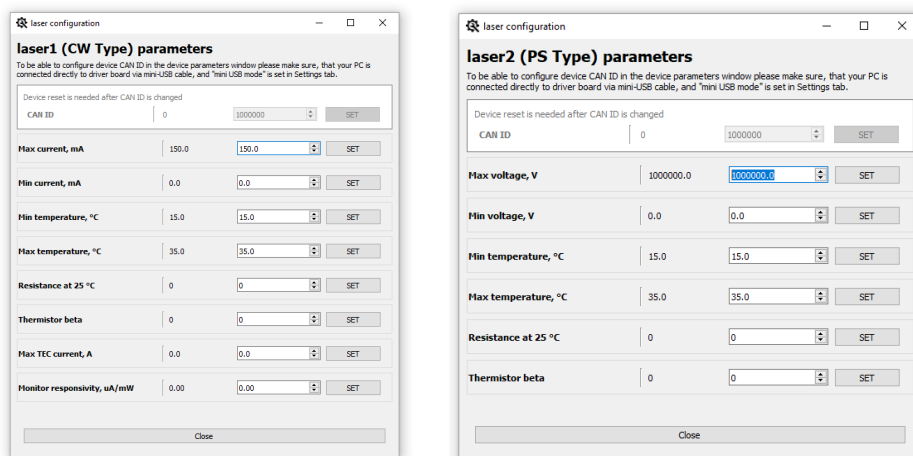 laser configuration
laser1 (CW Type) parameters
To be able to configure device CAN ID in the device parameters window please make sure, that your PC is
connected directly to driver board via mini-USB cable, and "mini USB mode" is set in Settings tab.
Device reset is needed after CAN ID is changed
CAN ID 0 1000000 SET
Max current, mA 150.0 150.0 SET
Min current, mA 0.0 0.0 SET
Min temperature, °C 15.0 15.0 SET
Max temperature, °C 35.0 35.0 SET
Resistance at 25 °C 0 0 SET
Thermistor beta 0 0 SET
Max TEC current, A 0.0 0.0 SET
Monitor responsivity, uA/mW 0.00 0.00 SET
Close
laser configuration
laser2 (PS Type) parameters
To be able to configure device CAN ID in the device parameters window please make sure, that your PC is
connected directly to driver board via mini-USB cable, and "mini USB mode" is set in Settings tab.
Device reset is needed after CAN ID is changed
CAN ID 0 1000000 SET
Max voltage, V 1000000.0 1000000.0 SET
Min voltage, V 0.0 0.0 SET
Min temperature, °C 15.0 15.0 SET
Max temperature, °C 35.0 35.0 SET
Resistance at 25 °C 0 0 SET
Thermistor beta 0 0 SET
Close